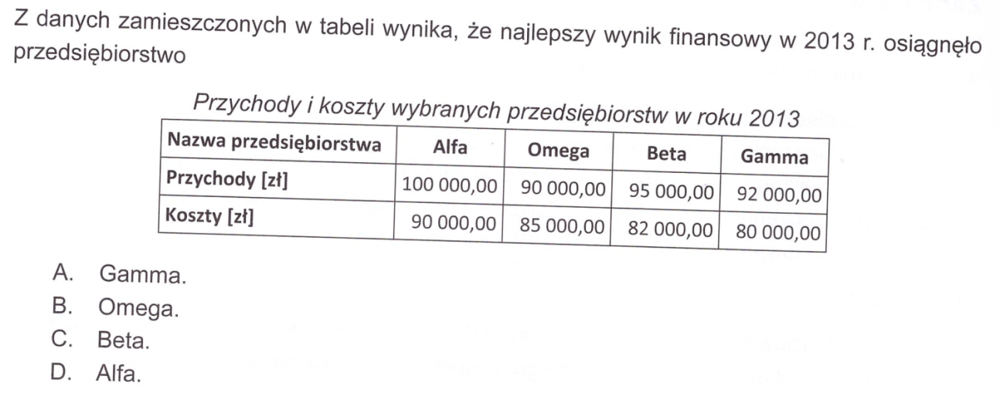 Z danych zamieszczonych w tabeli wynika, że najlepszy wynik finansowy w 2013 r. osiągnęło
przedsiębiorstwo
Przychody i koszty wybranych przedsiębiorstw w roku 2013
Nazwa przedsiębiorstwa Alfa Omega Beta Gamma
Przychody [zł] 100 000,00 90 000,00 95 000,00 92 000,00
Koszty [zł] 90 000,00 85 000,00 82 000,00 80 000,00
A. Gamma.
B. Omega.
C. Beta.
D. Alfa.